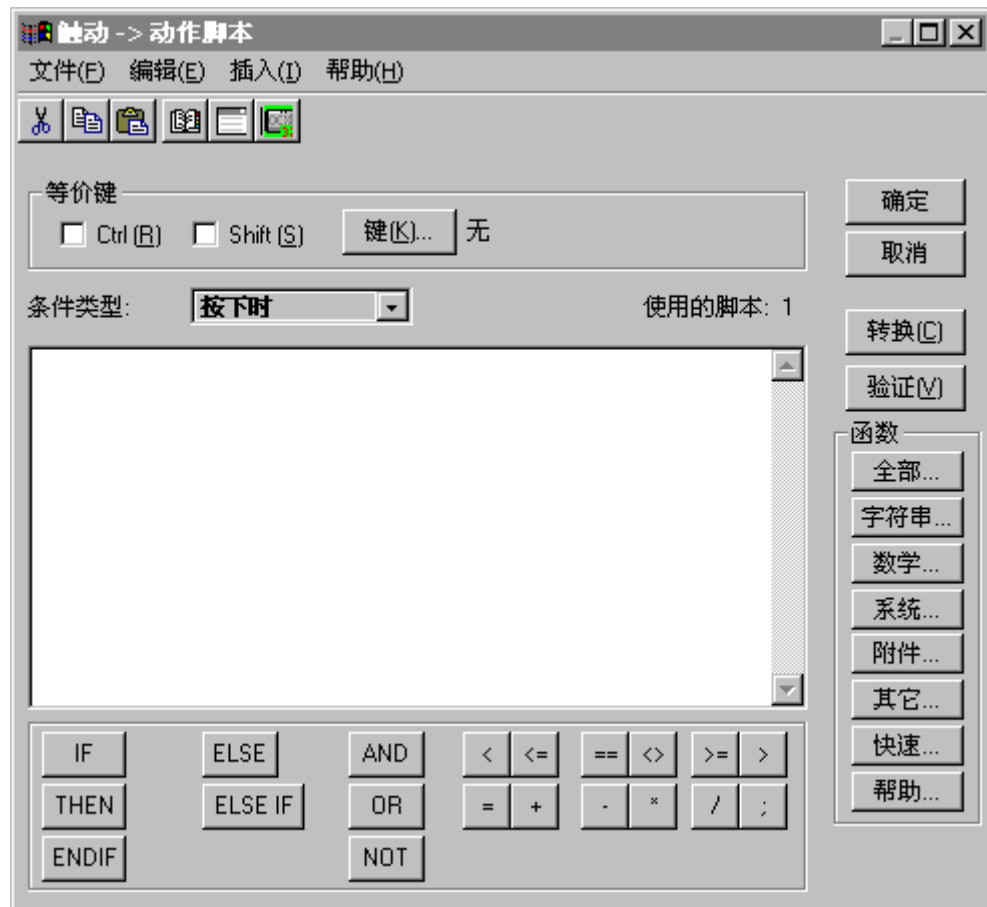 触动 -> 动作脚本
文件(F) 编辑(E) 插入(I) 帮助(H)
等价键
Ctrl (R) Shift (S) 键(K)... 无
确定
取消
条件类型: 按下时 使用的脚本: 1
转换(C)
验证(V)
函数
全部...
字符串...
数学...
系统...
附件...
其它...
快速...
帮助...
IF ELSE AND < <= == <> >= >
THEN ELSE IF OR = + - * / ;
ENDIF NOT